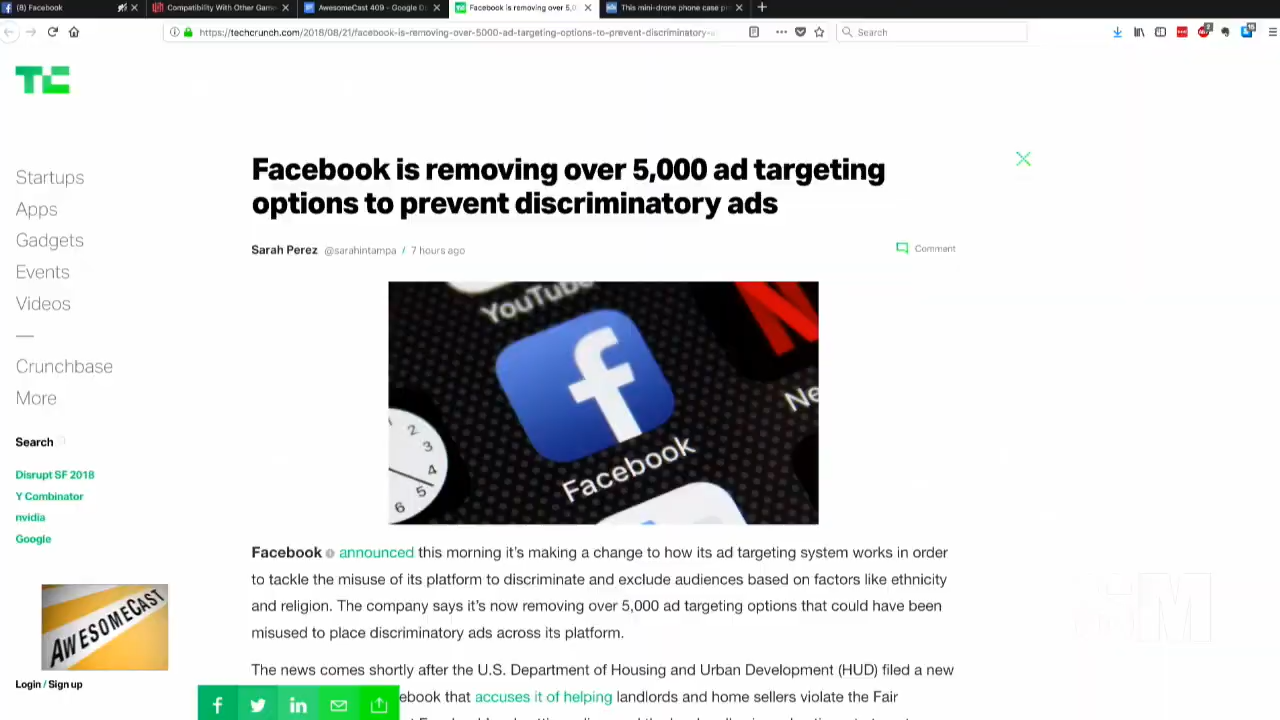 (8) Facebook
Compatibility With Other Game
AwesomeCast 409 - Google D
Facebook is removing over 5,0
This mini-drone phone case p
https://techcrunch.com/2018/08/21/facebook-is-removing-over-5000-ad-targeting-options-to-prevent-discriminatory-
Search
TC
Startups
Apps
Gadgets
Events
Videos
—
Crunchbase
More
Search
Disrupt SF 2018
Y Combinator
nvidia
Google
AWESOMECAST
Login / Sign up
Facebook is removing over 5,000 ad targeting
options to prevent discriminatory ads
Sarah Perez @sarahintampa / 7 hours ago
Comment
YouTube
Facebook
Ne
2
3
4
5
6
Facebook announced this morning it's making a change to how its ad targeting system works in order
to tackle the misuse of its platform to discriminate and exclude audiences based on factors like ethnicity
and religion. The company says it's now removing over 5,000 ad targeting options that could have been
misused to place discriminatory ads across its platform.
The news comes shortly after the U.S. Department of Housing and Urban Development (HUD) filed a new
ebook that accuses it of helping landlords and home sellers violate the Fair